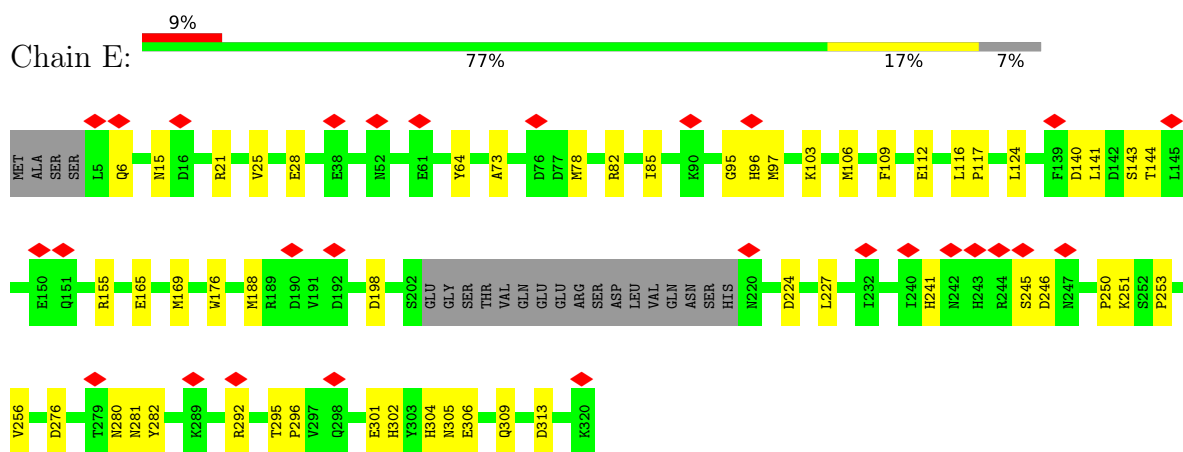 9%
Chain E:
77% 17% 7%
MET ALA SER SER L5 Q6 N15 D16 R21 V25 E28 E38 N52 E61 Y64 A73 D76 D77 M78 R82 I85 K90 G95 H96 M97 K103 M106 F109 E112 L116 P117 L124 F139 D140 L141 D142 S143 T144 L145
E150 Q151 R155 E165 M169 W176 M188 R189 D190 V191 D192 D198 S202 GLU GLY SER THR VAL GLN GLU GLU ARG SER ASP LEU VAL GLN ASN SER HIS N220 D224 L227 I232 I240 H241 N242 H243 R244 S245 D246 N247 P250 K251 S252 P253
V256 D276 T279 N280 N281 Y282 K289 R292 T295 P296 V297 Q298 E301 H302 Y303 H304 N305 E306 Q309 D313 K320